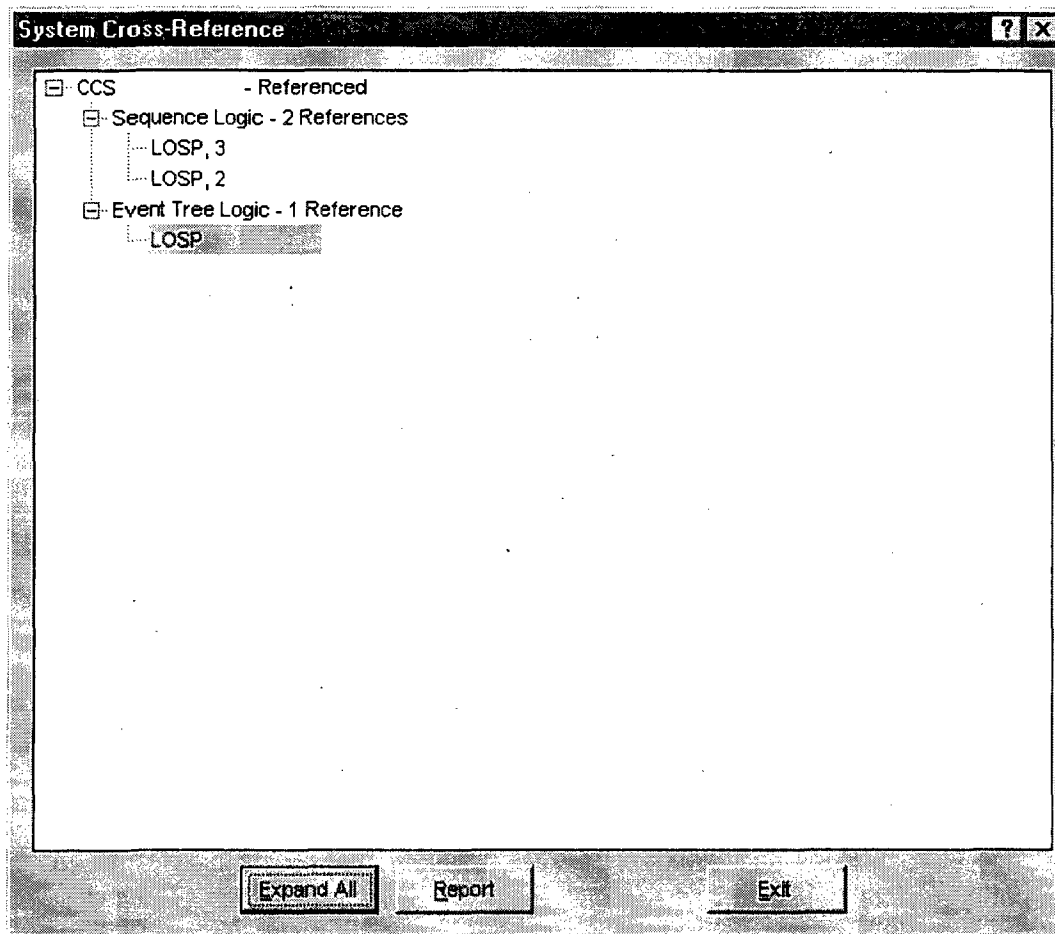 System Cross-Reference
CCS - Referenced
Sequence Logic - 2 References
LOSP, 3
LOSP, 2
Event Tree Logic - 1 Reference
LOSP
Expand All Report Exit